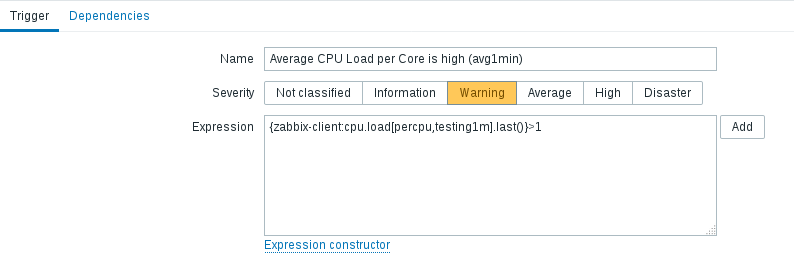 Trigger Dependencies
Name Average CPU Load per Core is high (avg1min)
Severity Not classified Information Warning Average High Disaster
Expression {zabbix-client:cpu.load[percpu,testing1m].last()}>1 Add
Expression constructor